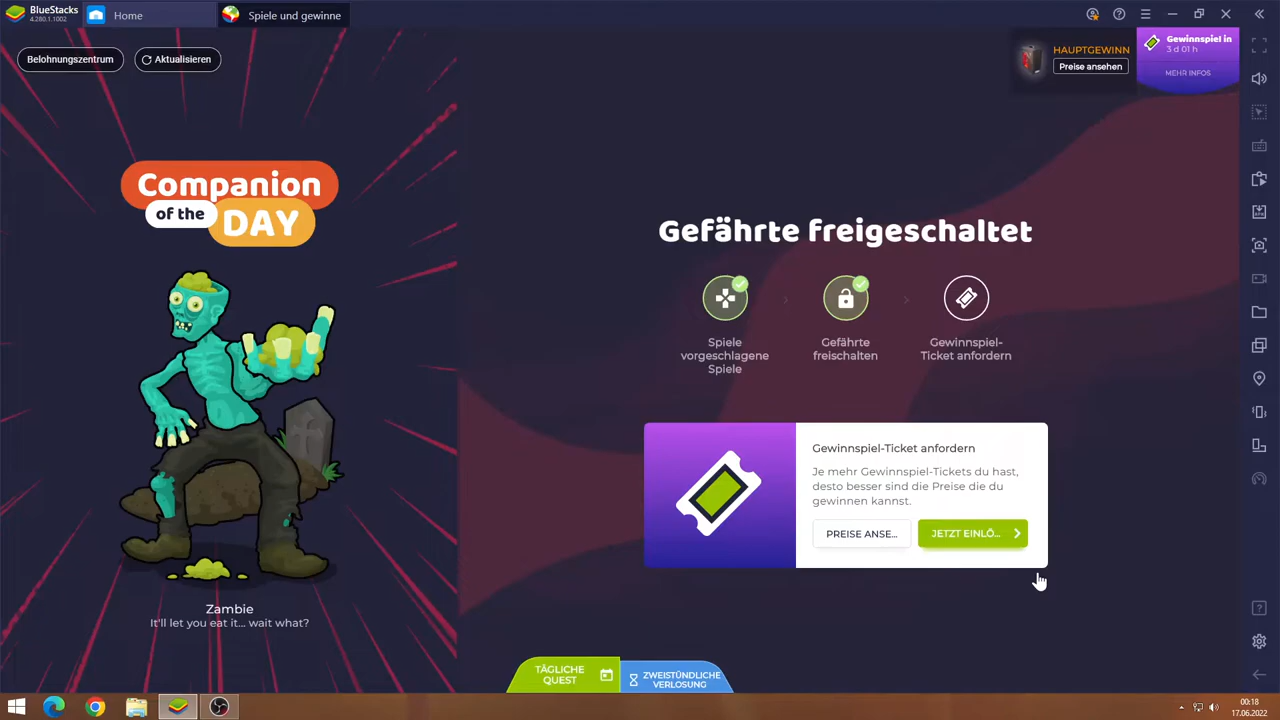 BlueStacks
4.280.1.1002
Home
Spiele und gewinne
Belohnungszentrum
Aktualisieren
HAUPTGEWINN
Preise ansehen
Gewinnspiel in
3 d 01 h
MEHR INFOS
Companion
of the
DAY
Gefährte freigeschaltet
Spiele
vorgeschlagene
Spiele
Gefährte
freischalten
Gewinnspiel-
Ticket anfordern
Gewinnspiel-Ticket anfordern
Je mehr Gewinnspiel-Tickets du hast,
desto besser sind die Preise die du
gewinnen kannst.
PREISE ANSE...
JETZT EINLÖ...
Zambie
It'll let you eat it... wait what?
TÄGLICHE
QUEST
ZWEISTÜNDLICHE
VERLOSUNG
00:18
17.06.2022